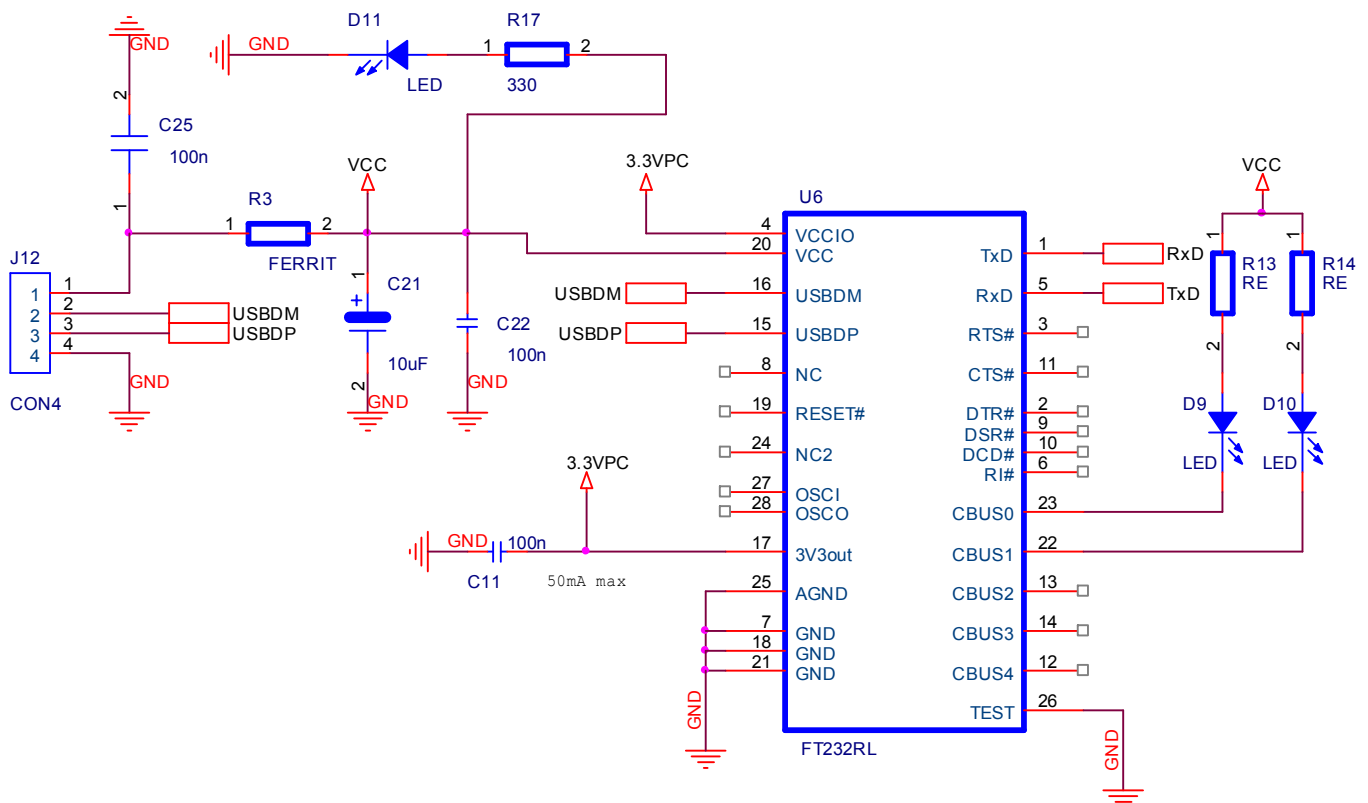 GND
2
C25
100n
1
GND
D11
LED
1
R17
2
330
J12
1
2
3
4
1
2
3
4
CON4
USBDM
USBDP
GND
1
R3
2
FERRIT
VCC
1
+
C21
10uF
2
GND
C22
100n
GND
3.3VPC
USBDM
USBDP
3.3VPC
GND
100n
C11
50mA max
U6
4 VCCIO
20 VCC
16 USBDM
15 USBDP
8 NC
19 RESET#
24 NC2
27 OSCI
28 OSCO
17 3V3out
25 AGND
7 GND
18 GND
21 GND
GND
TxD 1 RxD
RxD 5 TxD
RTS# 3
CTS# 11
DTR# 2
DSR# 9
DCD# 10
RI# 6
CBUS0 23
CBUS1 22
CBUS2 13
CBUS3 14
CBUS4 12
TEST 26
FT232RL
GND
VCC
1
R13
RE
2
D9
LED
1
R14
RE
2
D10
LED